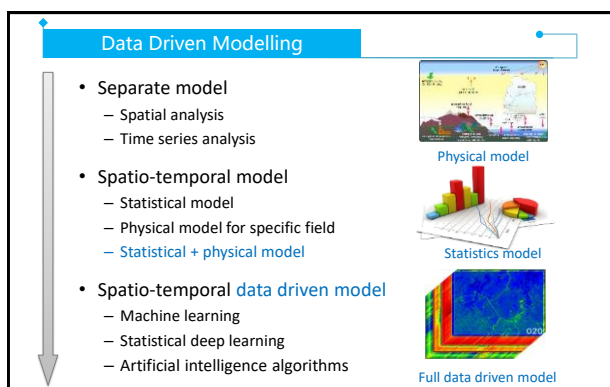 Data Driven Modelling
• Separate model
– Spatial analysis
– Time series analysis
Physical model
• Spatio-temporal model
– Statistical model
– Physical model for specific field
– Statistical + physical model
Statistics model
• Spatio-temporal data driven model
– Machine learning
– Statistical deep learning
– Artificial intelligence algorithms
Full data driven model